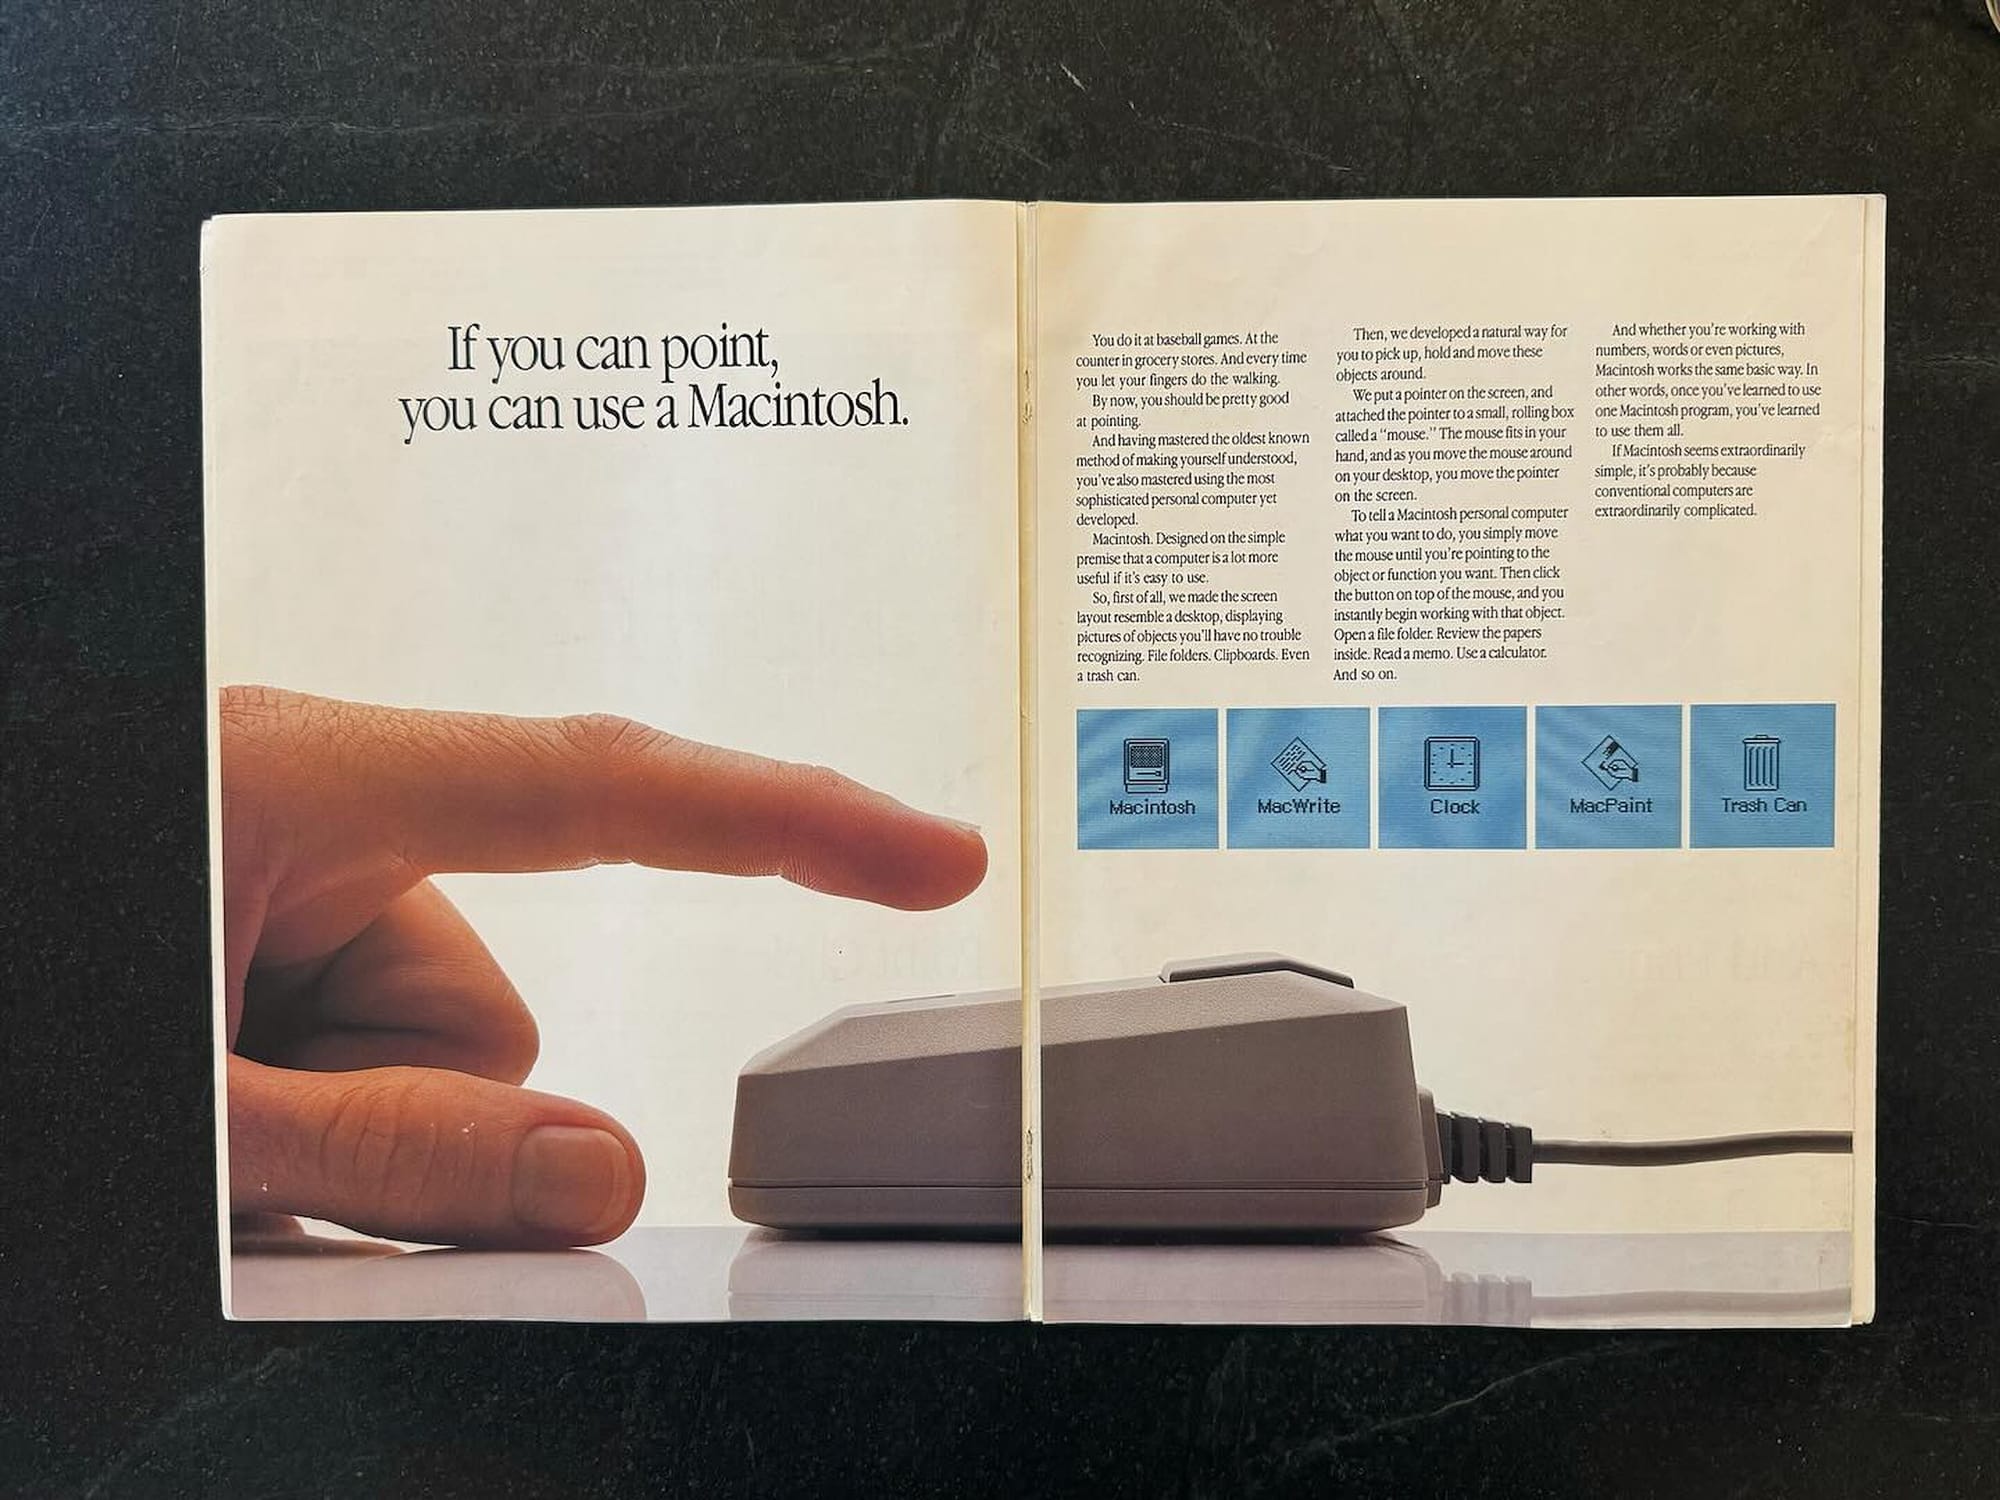 If you can point,
you can use a Macintosh.
You do it at baseball games. At the
counter in grocery stores. And every time
you let your fingers do the walking.
By now, you should be pretty good
at pointing.
And having mastered the oldest known
method of making yourself understood,
you've also mastered using the most
sophisticated personal computer yet
developed.
Macintosh. Designed on the simple
premise that a computer is a lot more
useful if it's easy to use.
So, first of all, we made the screen
layout resemble a desktop, displaying
pictures of objects you'll have no trouble
recognizing. File folders. Clipboards. Even
a trash can.
Then, we developed a natural way for
you to pick up, hold and move these
objects around.
We put a pointer on the screen, and
attached the pointer to a small, rolling box
called a "mouse." The mouse fits in your
hand, and as you move the mouse around
on your desktop, you move the pointer
on the screen.
To tell a Macintosh personal computer
what you want to do, you simply move
the mouse until you're pointing to the
object or function you want. Then click
the button on top of the mouse, and you
instantly begin working with that object.
Open a file folder. Review the papers
inside. Read a memo. Use a calculator.
And so on.
And whether you're working with
numbers, words or even pictures,
Macintosh works the same basic way. In
other words, once you've learned to use
one Macintosh program, you've learned
to use them all.
If Macintosh seems extraordinarily
simple, it's probably because
conventional computers are
extraordinarily complicated.
Macintosh
MacWrite
Clock
MacPaint
Trash Can